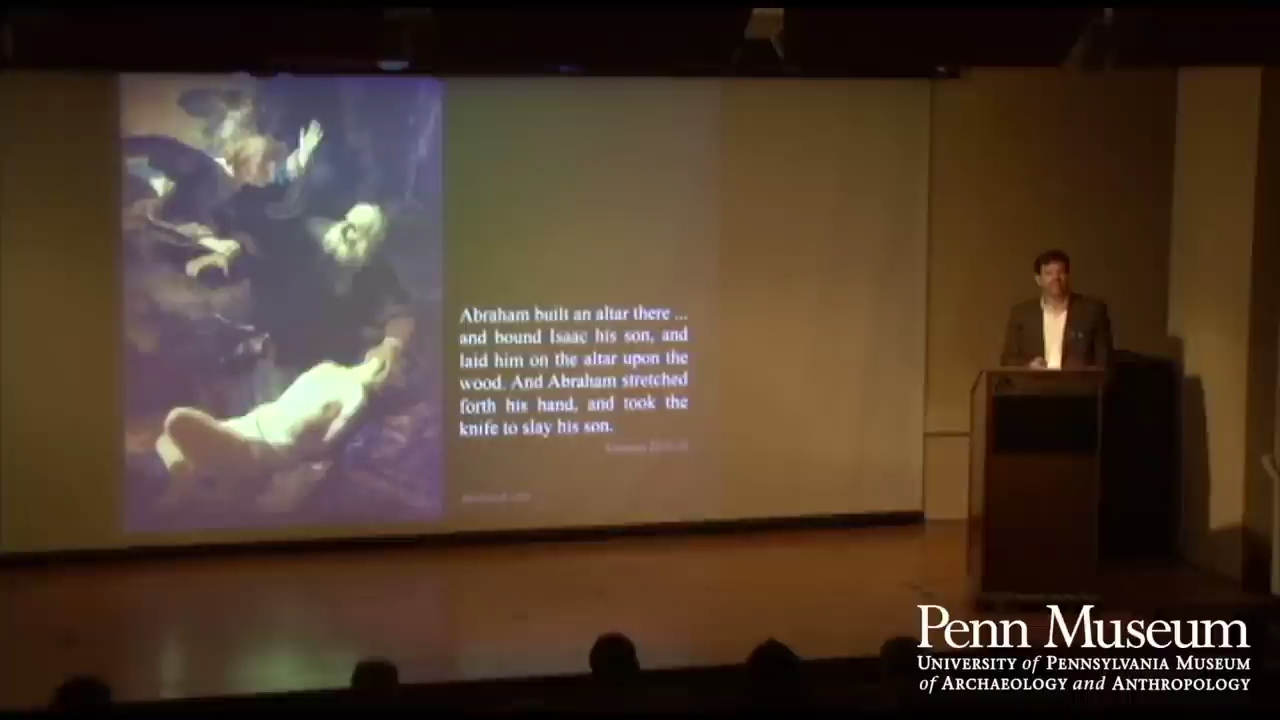 Abraham built an altar there ...
and bound Isaac his son, and
laid him on the altar upon the
wood. And Abraham stretched
forth his hand, and took the
knife to slay his son.
Penn Museum
UNIVERSITY of PENNSYLVANIA MUSEUM
of ARCHAEOLOGY and ANTHROPOLOGY